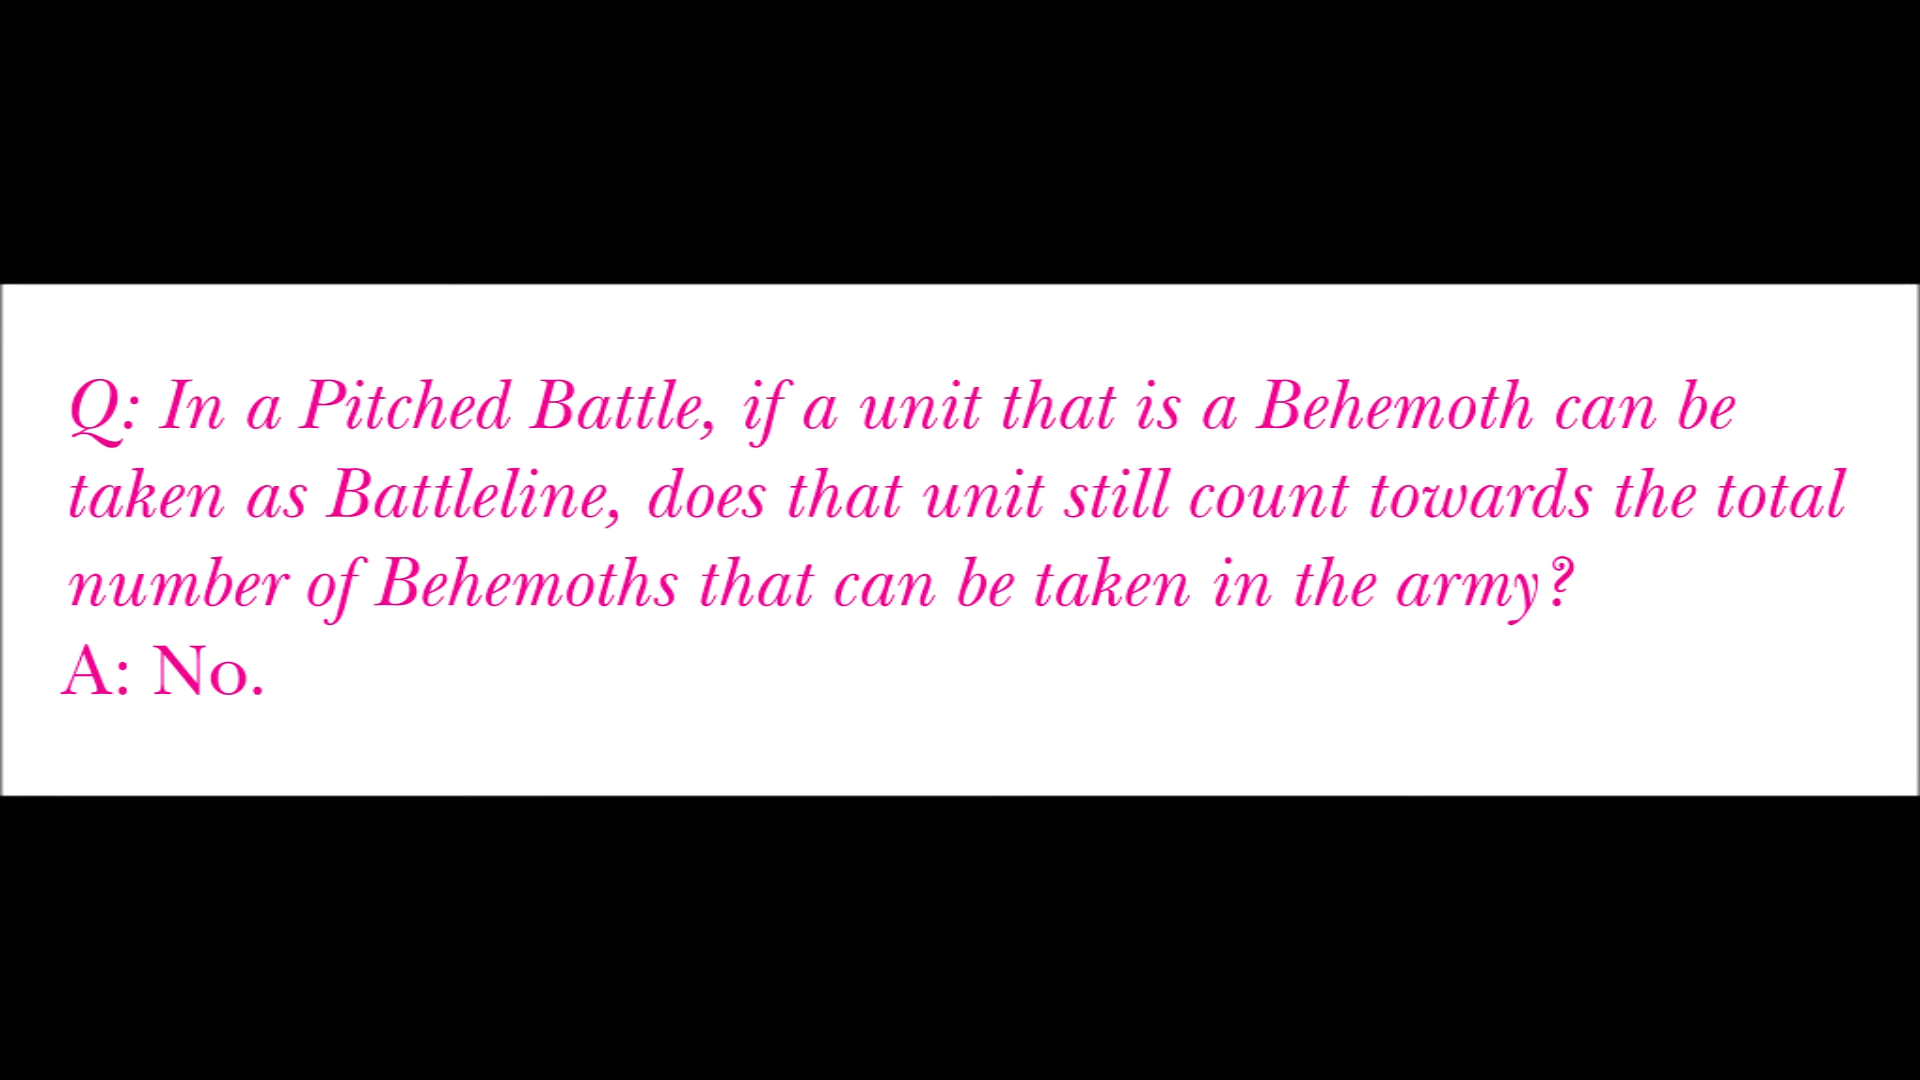 Q: In a Pitched Battle, if a unit that is a Behemoth can be
taken as Battleline, does that unit still count towards the total
number of Behemoths that can be taken in the army?
A: No.